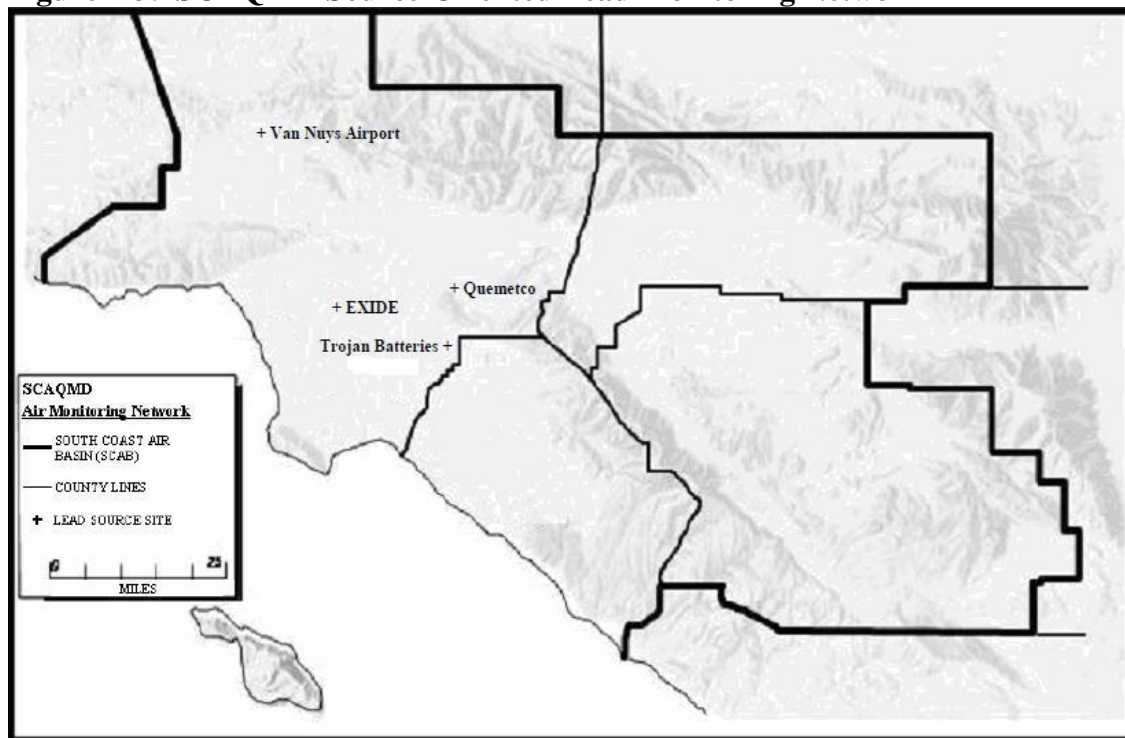 + Van Nuys Airport
+ Quemetco
+ EXIDE
Trojan Batteries +
SCAQMD
Air Monitoring Network
SOUTH COAST AIR
BASIN (SCAB)
COUNTY LINES
+ LEAD SOURCE SITE
0 25
MILES